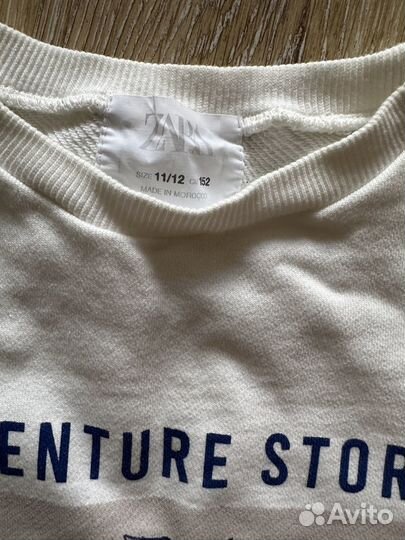 ZARA
SIZE 11/12 CM 152
MADE IN MOROCCO
ENTURE STOR
Avito